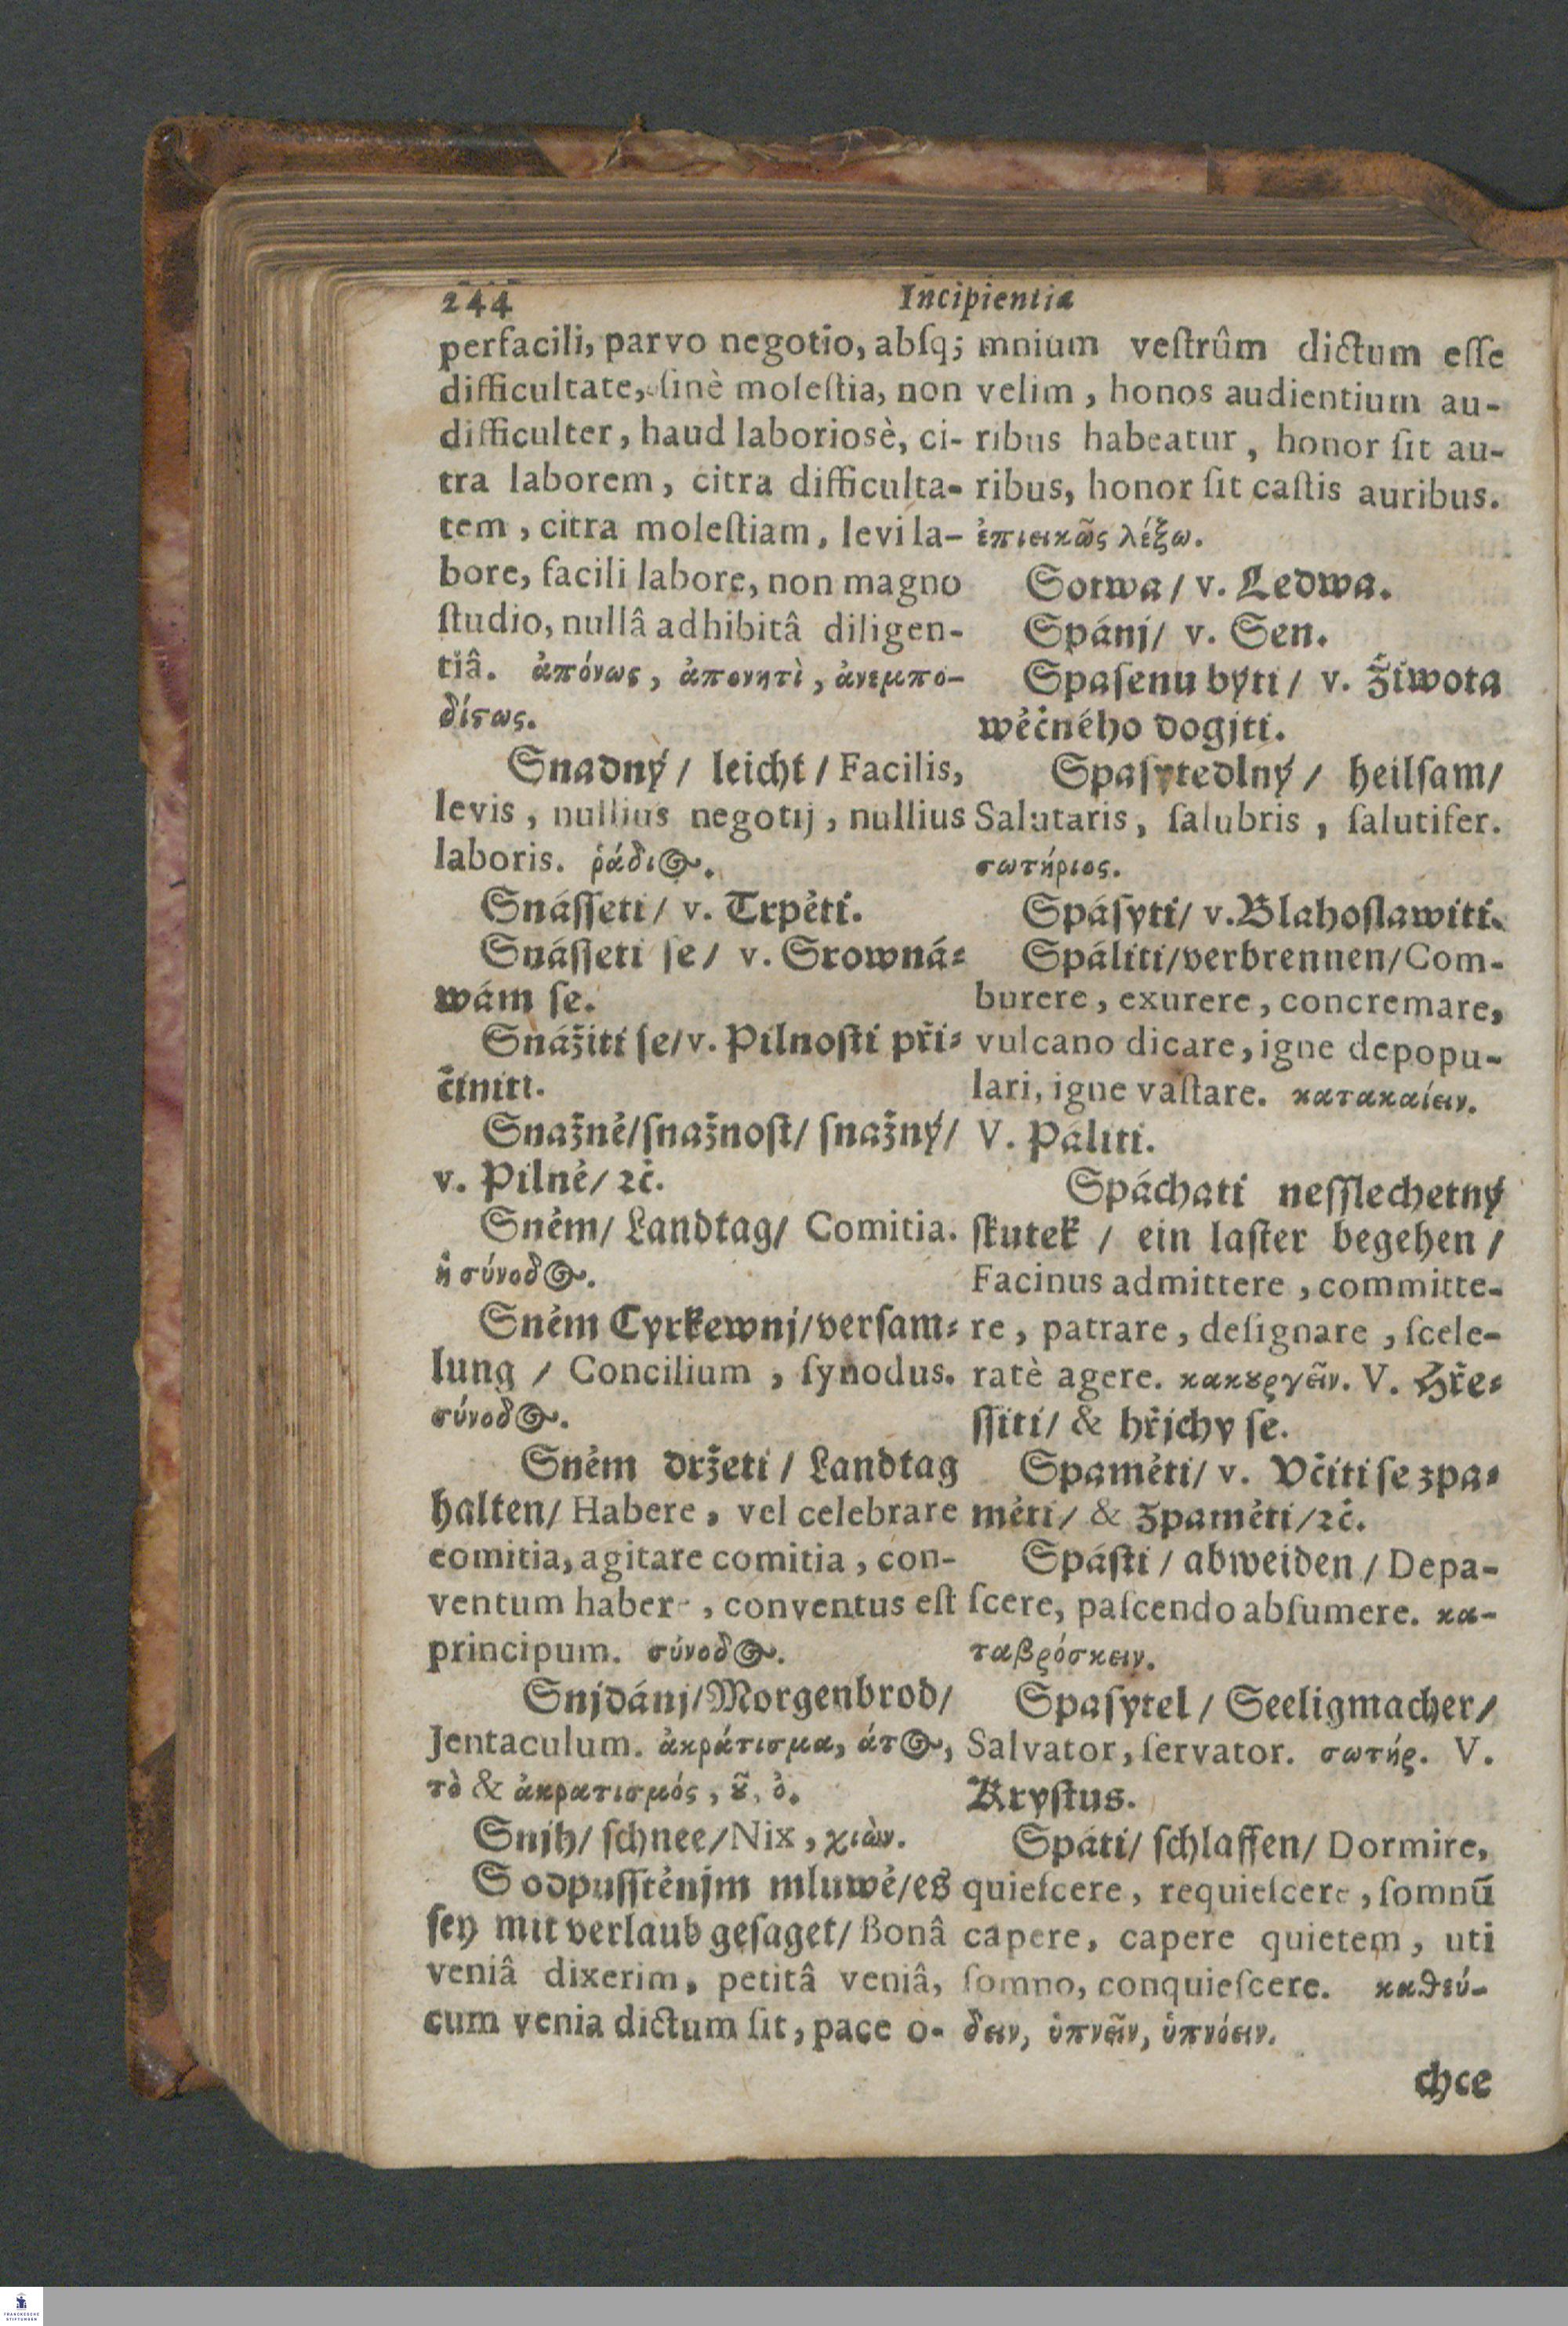 244
Incipientia
perfacili, parvo negotio, absq;
difficultate, sinè molestia, non
difficulter, haud laboriosè, ci-
tra laborem, citra difficulta-
tem, citra molestiam, levi la-
bore, facili labore, non magno
studio, nullâ adhibitâ diligen-
tiâ. ἀπόνως, ἀπονητὶ, ἀνεμπο-
δίϛως.
Snadný / leicht / Facilis,
levis, nullius negotij, nullius
laboris. ῥάδιος.
Snásseti / v. Trpěti.
Snásseti se / v. Srowná-
wám se.
Snážiti se / v. Pilnosti při-
činiti.
Snažně / snažnost / snažný /
v. Pilně / ꝛč.
Sněm / Landtag / Comitia.
ἡ σύνοδος.
Sněm Cyrkewnj / versam-
lung / Concilium, synodus.
σύνοδος.
Sněm držeti / Landtag
halten / Habere, vel celebrare
comitia, agitare comitia, con-
ventum haber-, conventus est
principum. σύνοδος.
Snjdánj / Morgenbrod /
Jentaculum. ἀκράτισμα, άτος,
τὸ & ἀκρατισμός, ȣ͂, ὁ.
Snjh / schnee / Nix, χιὼν.
S odpusstěnjm mluwě / es
sey mit verlaub gesaget / Bonâ
veniâ dixerim, petitâ veniâ,
cum venia dictum sit, pace o-
mnium vestrûm dictum esse
velim, honos audientium au-
ribus habeatur, honor sit au-
ribus, honor sit castis auribus.
ἐπιεικῶς λέξω.
Sotwa / v. Ledwa.
Spánj / v. Sen.
Spasenu býti / v. Žiwota
wěčného dogjti.
Spasytedlný / heilsam /
Salutaris, salubris, salutifer.
σωτήριος.
Spásyti / v. Blahoslawiti.
Spáliti / verbrennen / Com-
burere, exurere, concremare,
vulcano dicare, igne depopu-
lari, igne vastare. κατακαίειν.
V. Páliti.
Spáchati nesslechetný
skutek / ein laster begehen /
Facinus admittere, committe-
re, patrare, designare, scele-
ratè agere. κακȣργεῖν. V. Hře-
ssiti / & hřjchy se.
Spaměti / v. Včiti se zpa-
měti / & Zpaměti / ꝛč.
Spásti / abweiden / Depa-
scere, pascendo absumere. κα-
ταβρόσκειν.
Spasytel / Seeligmacher /
Salvator, servator. σωτήρ. V.
Krystus.
Spáti / schlaffen / Dormire,
quiescere, requiescere, somnũ
capere, capere quietem, uti
somno, conquiescere. καθεύ-
δειν, ὑπνεῖν, ὑπνόειν.
chce
FRANCKESCHE
STIFTUNGEN